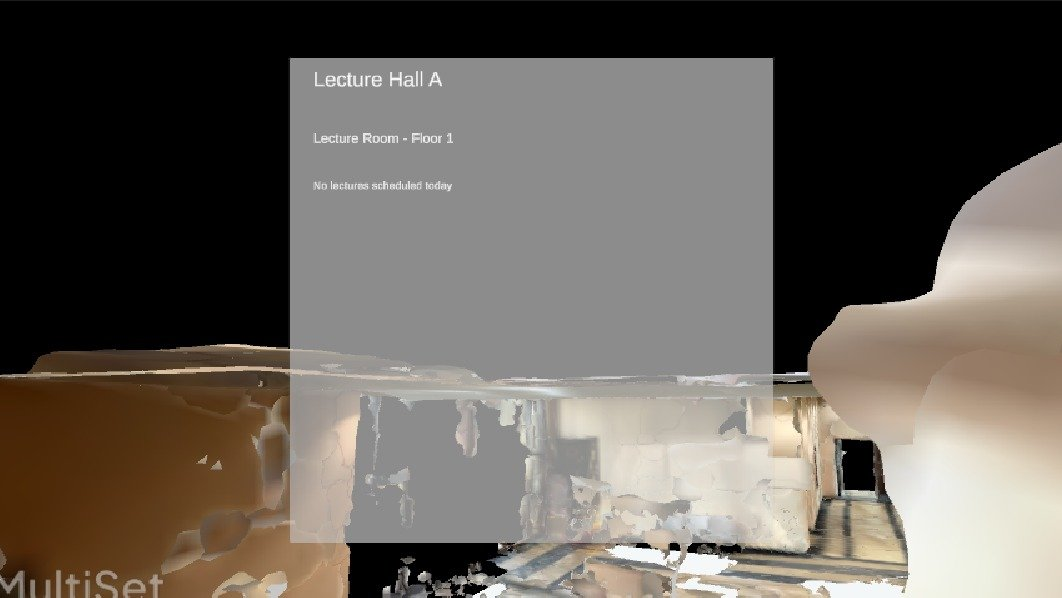 Lecture Hall A
Lecture Room - Floor 1
No lectures scheduled today
MultiSet